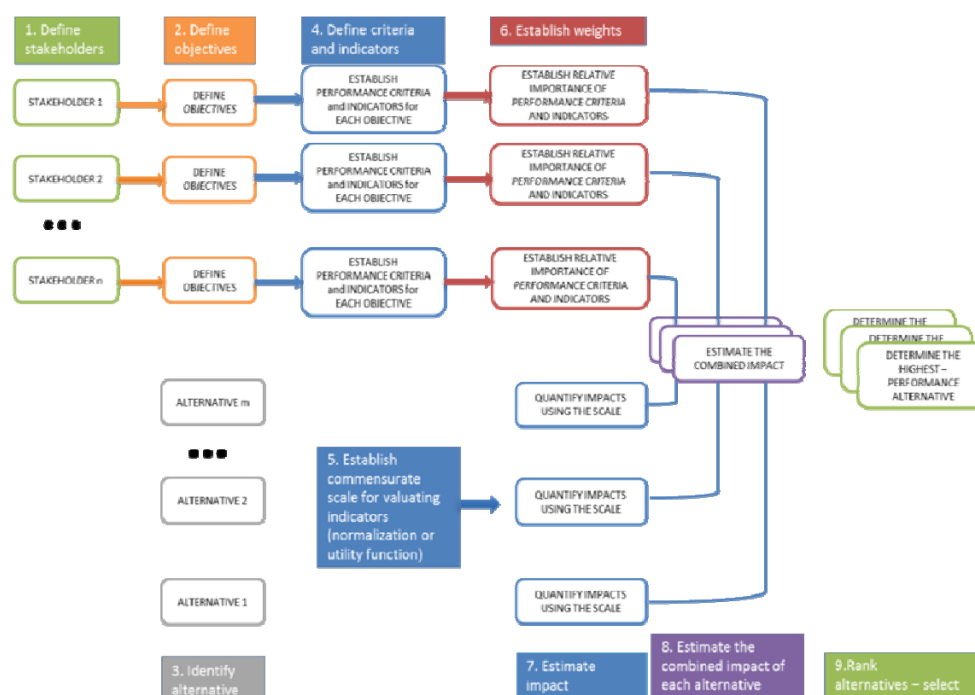 1. Define
stakeholders
2. Define
objectives
4. Define criteria
and indicators
6. Establish weights
STAKEHOLDER 1
DEFINE
OBJECTIVES
ESTABLISH
PERFORMANCE CRITERIA
and INDICATORS for
EACH OBJECTIVE
ESTABLISH RELATIVE
IMPORTANCE OF
PERFORMANCE CRITERIA
AND INDICATORS
STAKEHOLDER 2
DEFINE
OBJECTIVES
ESTABLISH
PERFORMANCE CRITERIA
and INDICATORS for
EACH OBJECTIVE
ESTABLISH RELATIVE
IMPORTANCE OF
PERFORMANCE CRITERIA
AND INDICATORS
STAKEHOLDER n
DEFINE
OBJECTIVES
ESTABLISH
PERFORMANCE CRITERIA
and INDICATORS for
EACH OBJECTIVE
ESTABLISH RELATIVE
IMPORTANCE OF
PERFORMANCE CRITERIA
AND INDICATORS
ESTIMATE THE
COMBINED IMPACT
DETERMINE THE
DETERMINE THE
DETERMINE THE
HIGHEST –
PERFORMANCE
ALTERNATIVE
ALTERNATIVE m
QUANTIFY IMPACTS
USING THE SCALE
5. Establish
commensurate
scale for valuating
indicators
(normalization or
utility function)
ALTERNATIVE 2
QUANTIFY IMPACTS
USING THE SCALE
ALTERNATIVE 1
QUANTIFY IMPACTS
USING THE SCALE
3. Identify
alternative
7. Estimate
impact
8. Estimate the
combined impact of
each alternative
9.Rank
alternatives – select